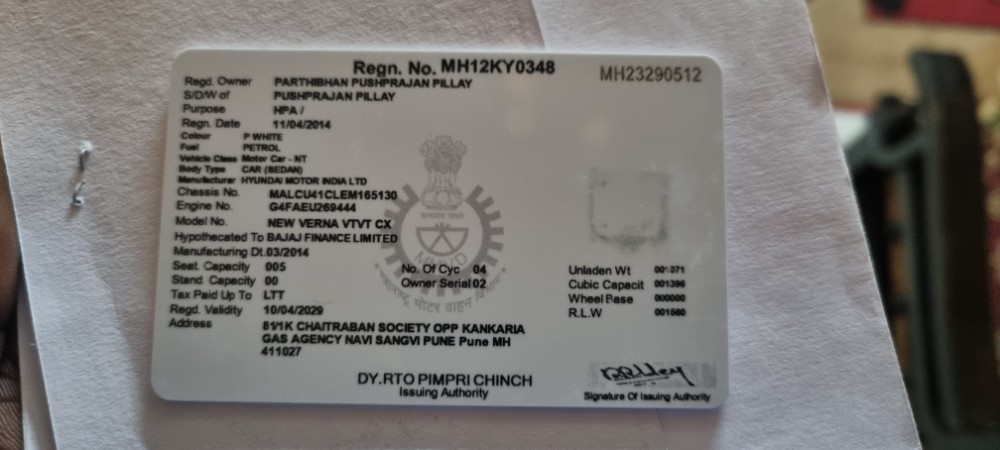 Regn. No. MH12KY0348
MH23290512
Regd. Owner PARTHIBHAN PUSHPRAJAN PILLAY
S/D/W of PUSHPRAJAN PILLAY
Purpose HPA /
Regn. Date 11/04/2014
Colour P WHITE
Fuel PETROL
Vehicle Class Motor Car - NT
Body Type CAR (SEDAN)
Manufacturer HYUNDAI MOTOR INDIA LTD
Chassis No. MALCU41CLEM165130
Engine No. G4FAEU269444
Model No. NEW VERNA VTVT CX
Hypothecated To BAJAJ FINANCE LIMITED
Manufacturing Dt. 03/2014
Seat. Capacity 005 No. Of Cyc 04 Unladen Wt
Stand. Capacity 00 Owner Serial 02 Cubic Capacit 001396
Tax Paid Up To LTT Wheel Base 000000
Regd. Validity 10/04/2029 R.L.W 001560
Address 81/1K CHAITRABAN SOCIETY OPP KANKARIA
GAS AGENCY NAVI SANGVI PUNE Pune MH
411027
MMVD
DY.RTO PIMPRI CHINCH
Issuing Authority
Signature Of Issuing Authority